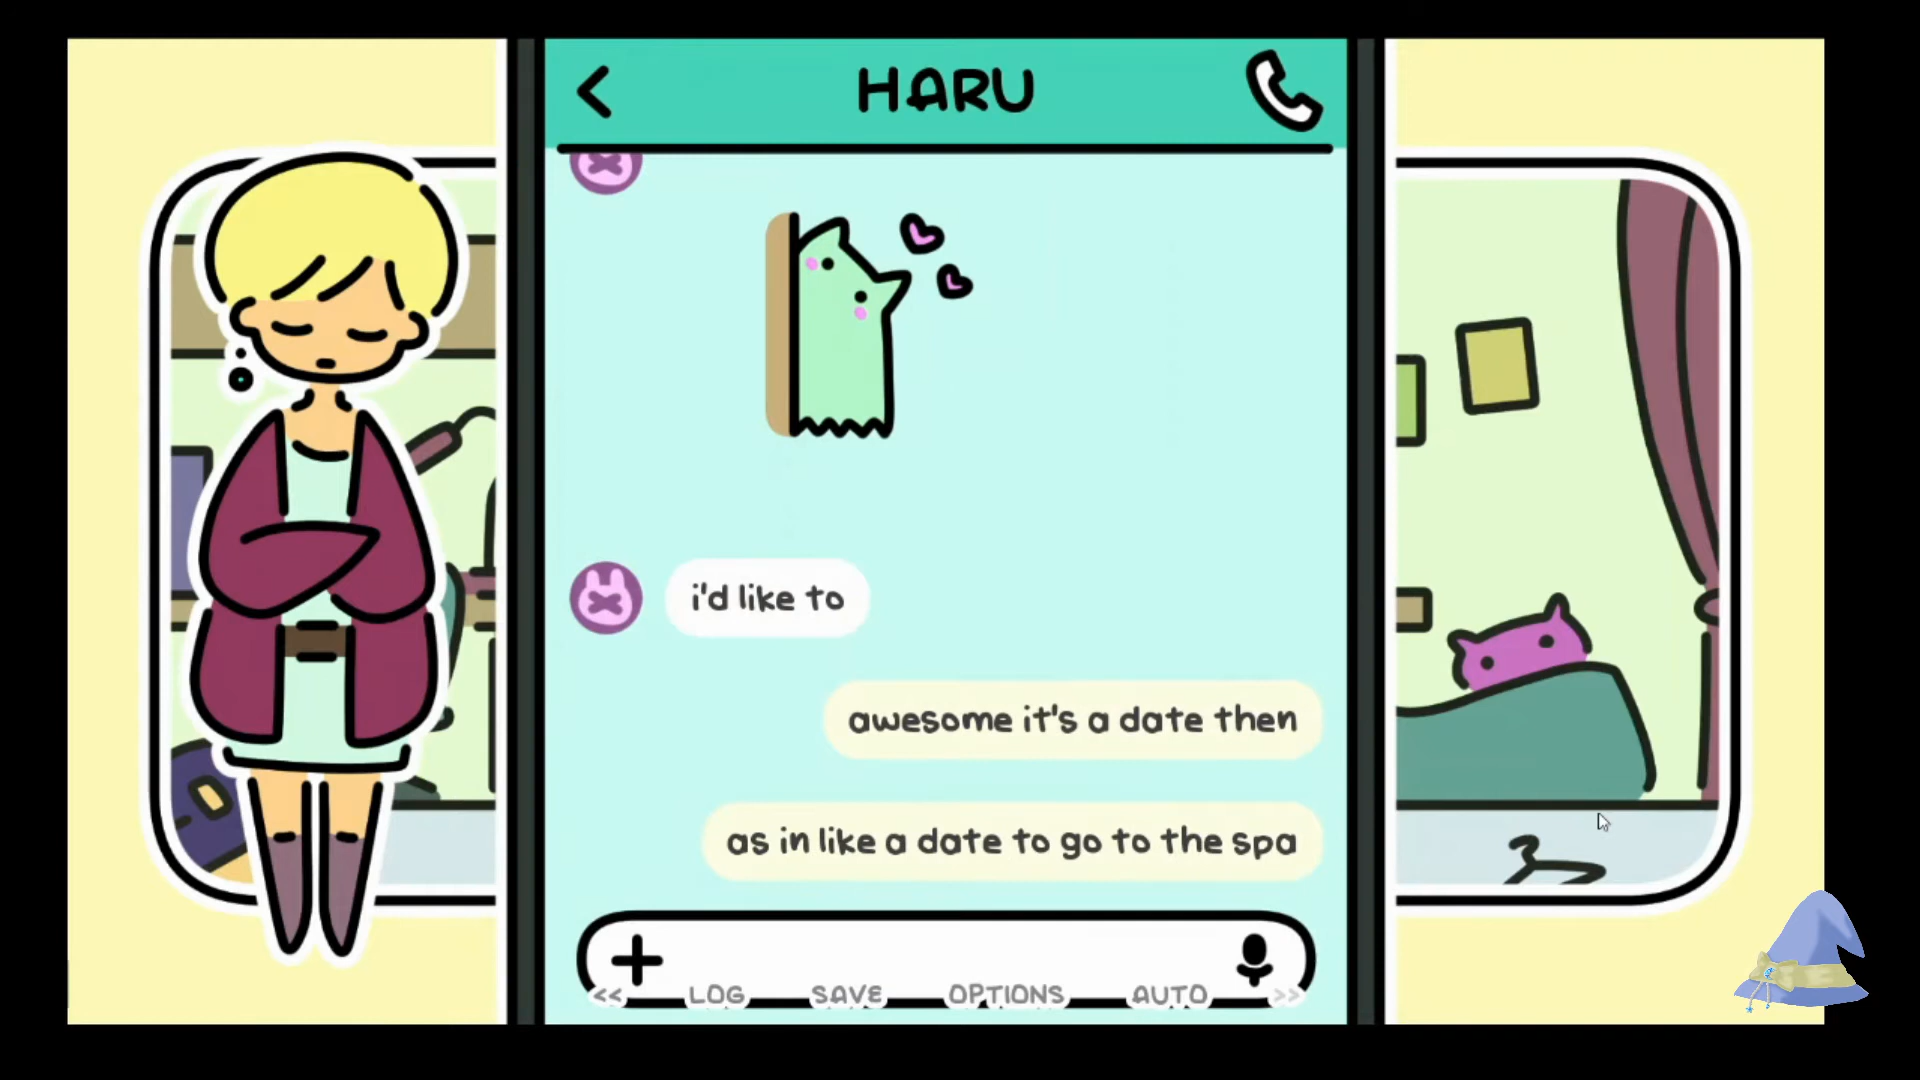 HARU
i'd like to
awesome it's a date then
as in like a date to go to the spa
<< LOG SAVE OPTIONS AUTO >>